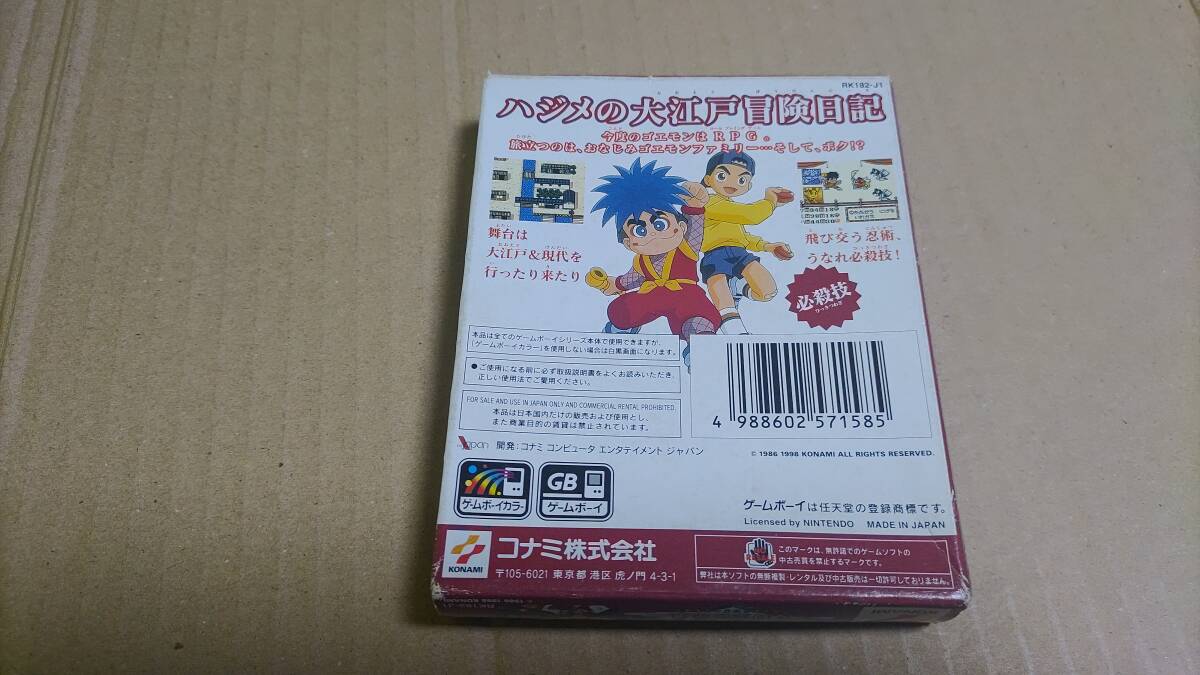 RK182-J1
ハジメの大江戸冒険日記
今度のゴエモンはRPG。
旅立つのは、おなじみゴエモンファミリー…そして、ボク!?
舞台は
大江戸&現代を
行ったり来たり
飛び交う忍術、
うなれ必殺技!
必殺技
ひっさつわざ
本品は全てのゲームボーイシリーズ本体で使用できますが、
「ゲームボーイカラー」を使用しない場合は白黒画面になります。
●ご使用になる前に必ず取扱説明書をよくお読みいただき、
正しい使用法でご愛用ください。
FOR SALE AND USE IN JAPAN ONLY AND COMMERCIAL RENTAL PROHIBITED.
本品は日本国内だけの販売および使用とし、
また商業目的の賃貸は禁止されています。
4 988602 571585
開発:コナミ コンピュータ エンタテイメント ジャパン
© 1986 1998 KONAMI ALL RIGHTS RESERVED.
ゲームボーイカラー
GB
ゲームボーイ
ゲームボーイは任天堂の登録商標です。
Licensed by NINTENDO MADE IN JAPAN
KONAMI
コナミ株式会社
〒105-6021 東京都 港区 虎ノ門 4-3-1
このマークは、無許諾でのゲームソフトの
中古売買を禁止するマークです。
弊社は本ソフトの無断複製・レンタル及び中古販売は一切許可しておりません。
KONAMI